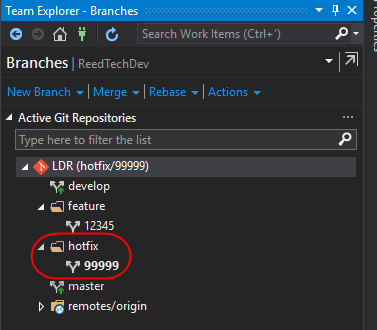 Team Explorer - Branches
Search Work Items (Ctrl+')
Branches | ReedTechDev
New Branch | Merge | Rebase | Actions
Active Git Repositories
Type here to filter the list
LDR (hotfix/99999)
develop
feature
12345
hotfix
99999
master
remotes/origin
Properties